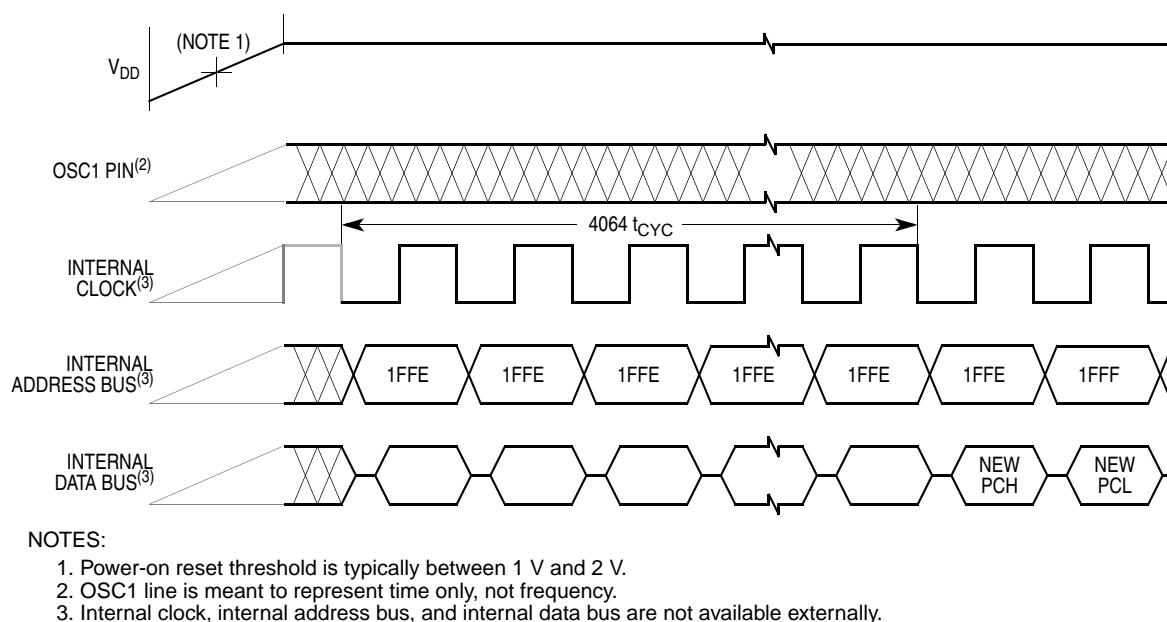 (NOTE 1)
VDD
OSC1 PIN(2)
4064 tCYC
INTERNAL
CLOCK(3)
INTERNAL
ADDRESS BUS(3)
1FFE 1FFE 1FFE 1FFE 1FFE 1FFE 1FFF
INTERNAL
DATA BUS(3)
NEW
PCH
NEW
PCL
NOTES:
1. Power-on reset threshold is typically between 1 V and 2 V.
2. OSC1 line is meant to represent time only, not frequency.
3. Internal clock, internal address bus, and internal data bus are not available externally.